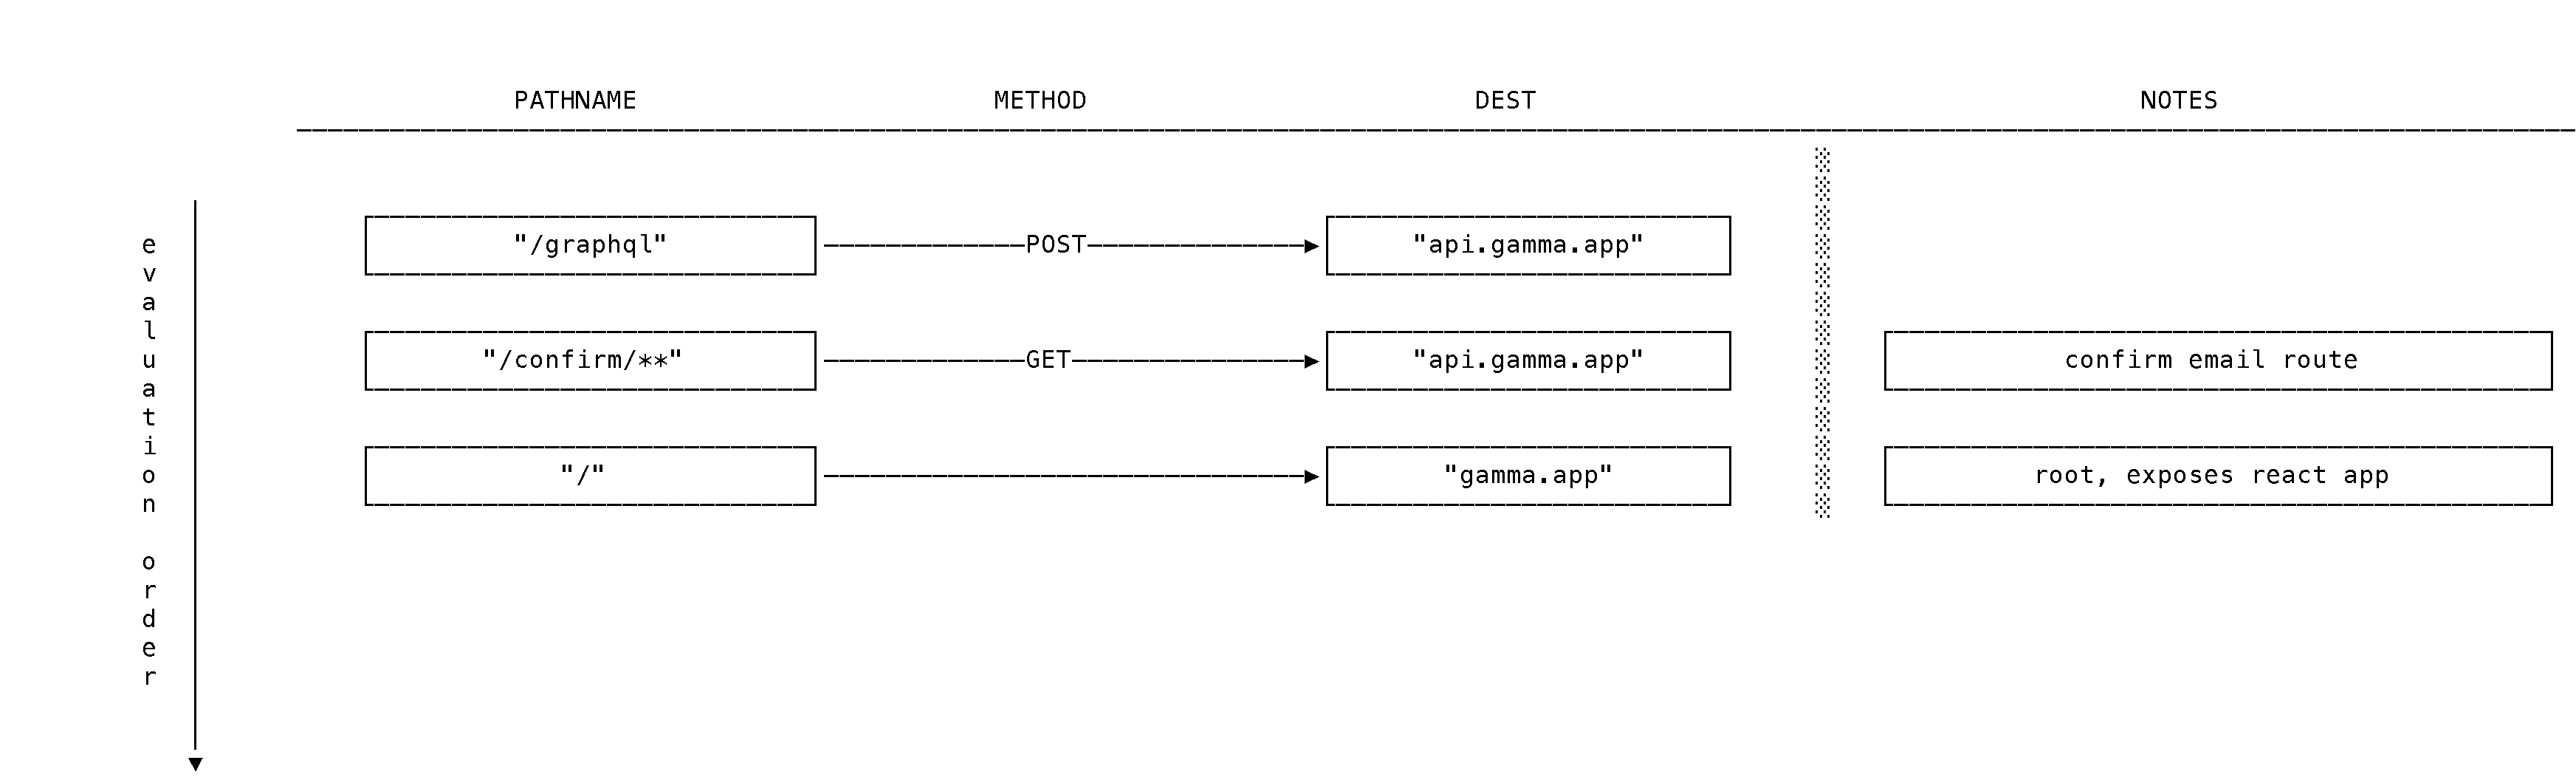 PATHNAME METHOD DEST NOTES
"/graphql" POST "api.gamma.app"
"/confirm/**" GET "api.gamma.app" confirm email route
"/" "gamma.app" root, exposes react app
evaluation order